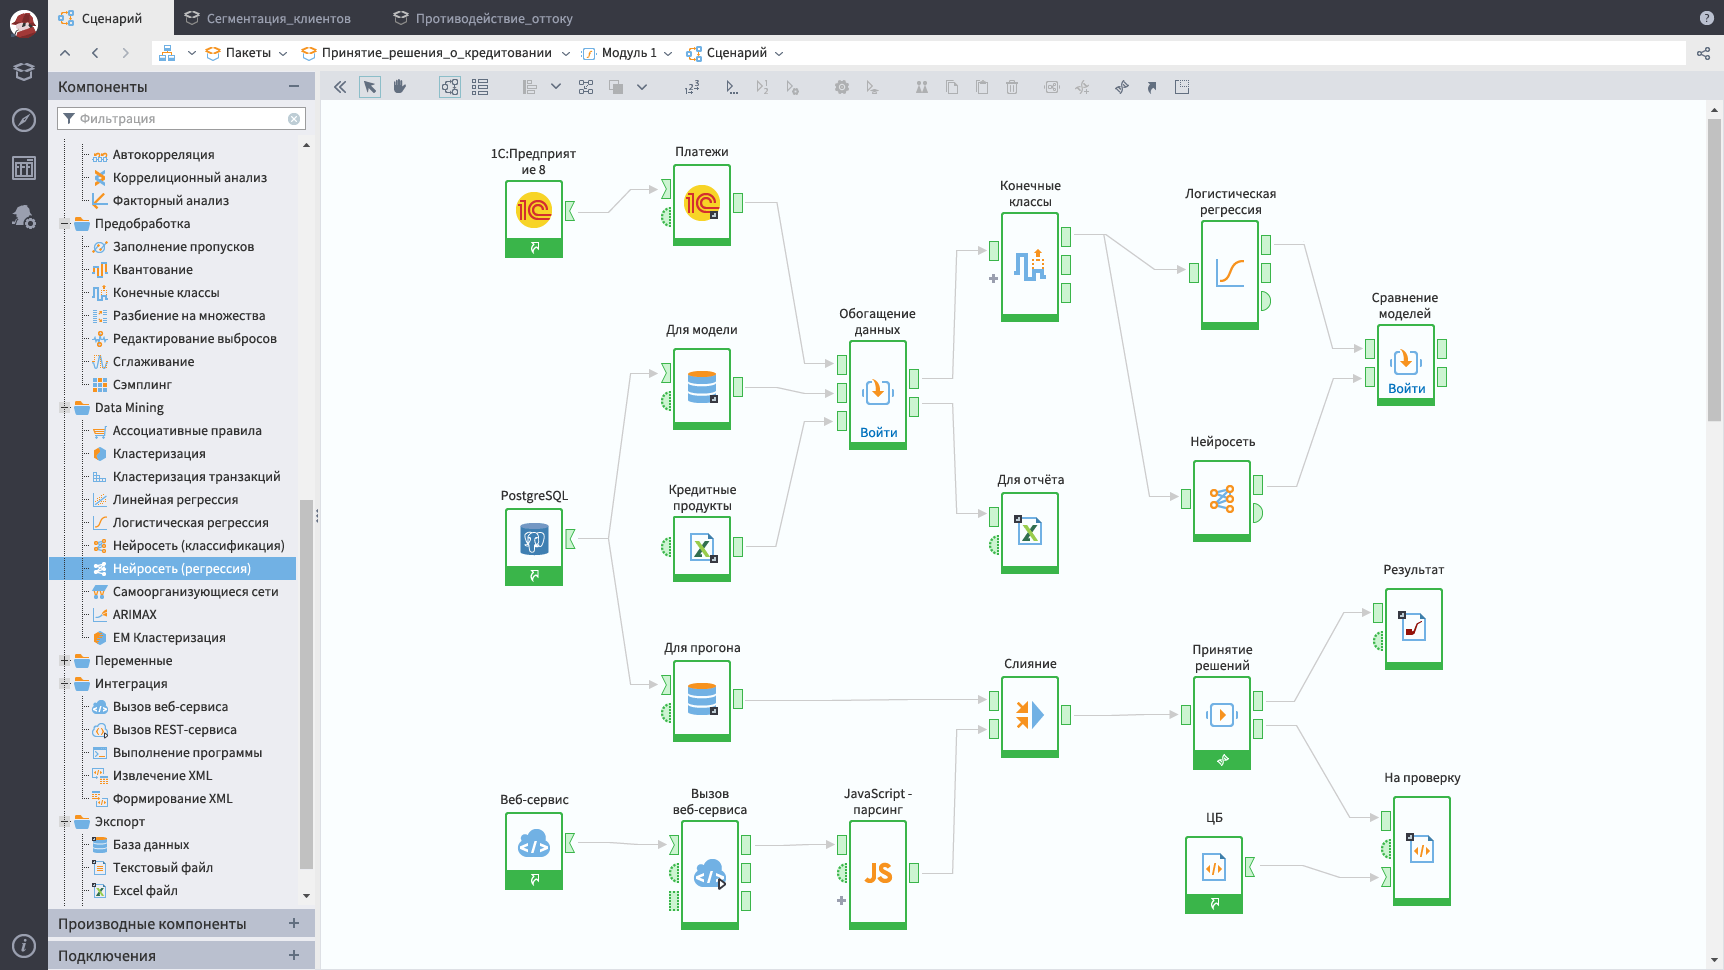 Сценарий
Сегментация_клиентов
Противодействие_оттоку
Пакеты
Принятие_решения_о_кредитовании
Модуль 1
Сценарий
Компоненты
Фильтрация
Автокорреляция
Коррелиционный анализ
Факторный анализ
Предобработка
Заполнение пропусков
Квантование
Конечные классы
Разбиение на множества
Редактирование выбросов
Сглаживание
Сэмплинг
Data Mining
Ассоциативные правила
Кластеризация
Кластеризация транзакций
Линейная регрессия
Логистическая регрессия
Нейросеть (классификация)
Нейросеть (регрессия)
Самоорганизующиеся сети
ARIMAX
ЕМ Кластеризация
Переменные
Интеграция
Вызов веб-сервиса
Вызов REST-сервиса
Выполнение программы
Извлечение XML
Формирование XML
Экспорт
База данных
Текстовый файл
Excel файл
Производные компоненты
Подключения
1С:Предприят
ие 8
Платежи
Конечные
классы
Логистическая
регрессия
Сравнение
моделей
Войти
Для модели
Обогащение
данных
Войти
Нейросеть
PostgreSQL
Кредитные
продукты
Для отчёта
Результат
Для прогона
Слияние
Принятие
решений
На проверку
Веб-сервис
Вызов
веб-сервиса
JavaScript -
парсинг
JS
ЦБ